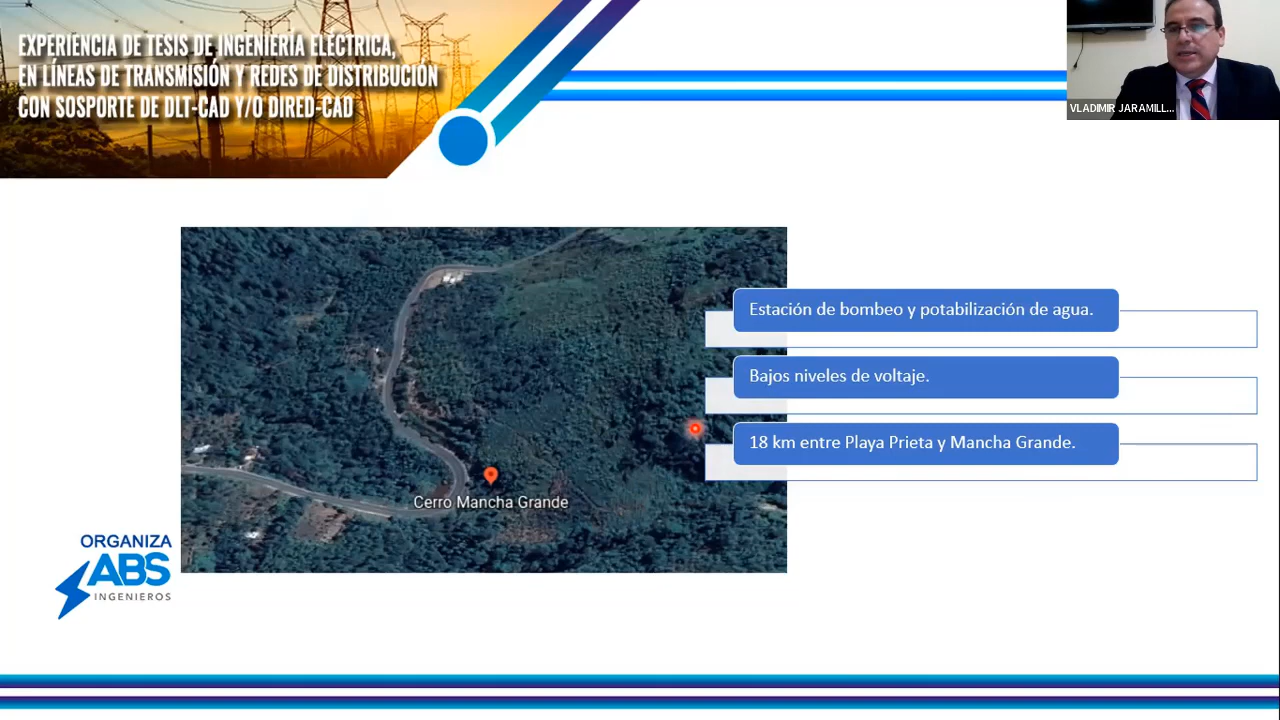 EXPERIENCIA DE TESIS DE INGENIERÍA ELÉCTRICA,
EN LÍNEAS DE TRANSMISIÓN Y REDES DE DISTRIBUCIÓN
CON SOSPORTE DE DLT-CAD Y/O DIRED-CAD
VLADIMIR JARAMILL...
Estación de bombeo y potabilización de agua.
Bajos niveles de voltaje.
18 km entre Playa Prieta y Mancha Grande.
Cerro Mancha Grande
ORGANIZA
ABS
INGENIEROS